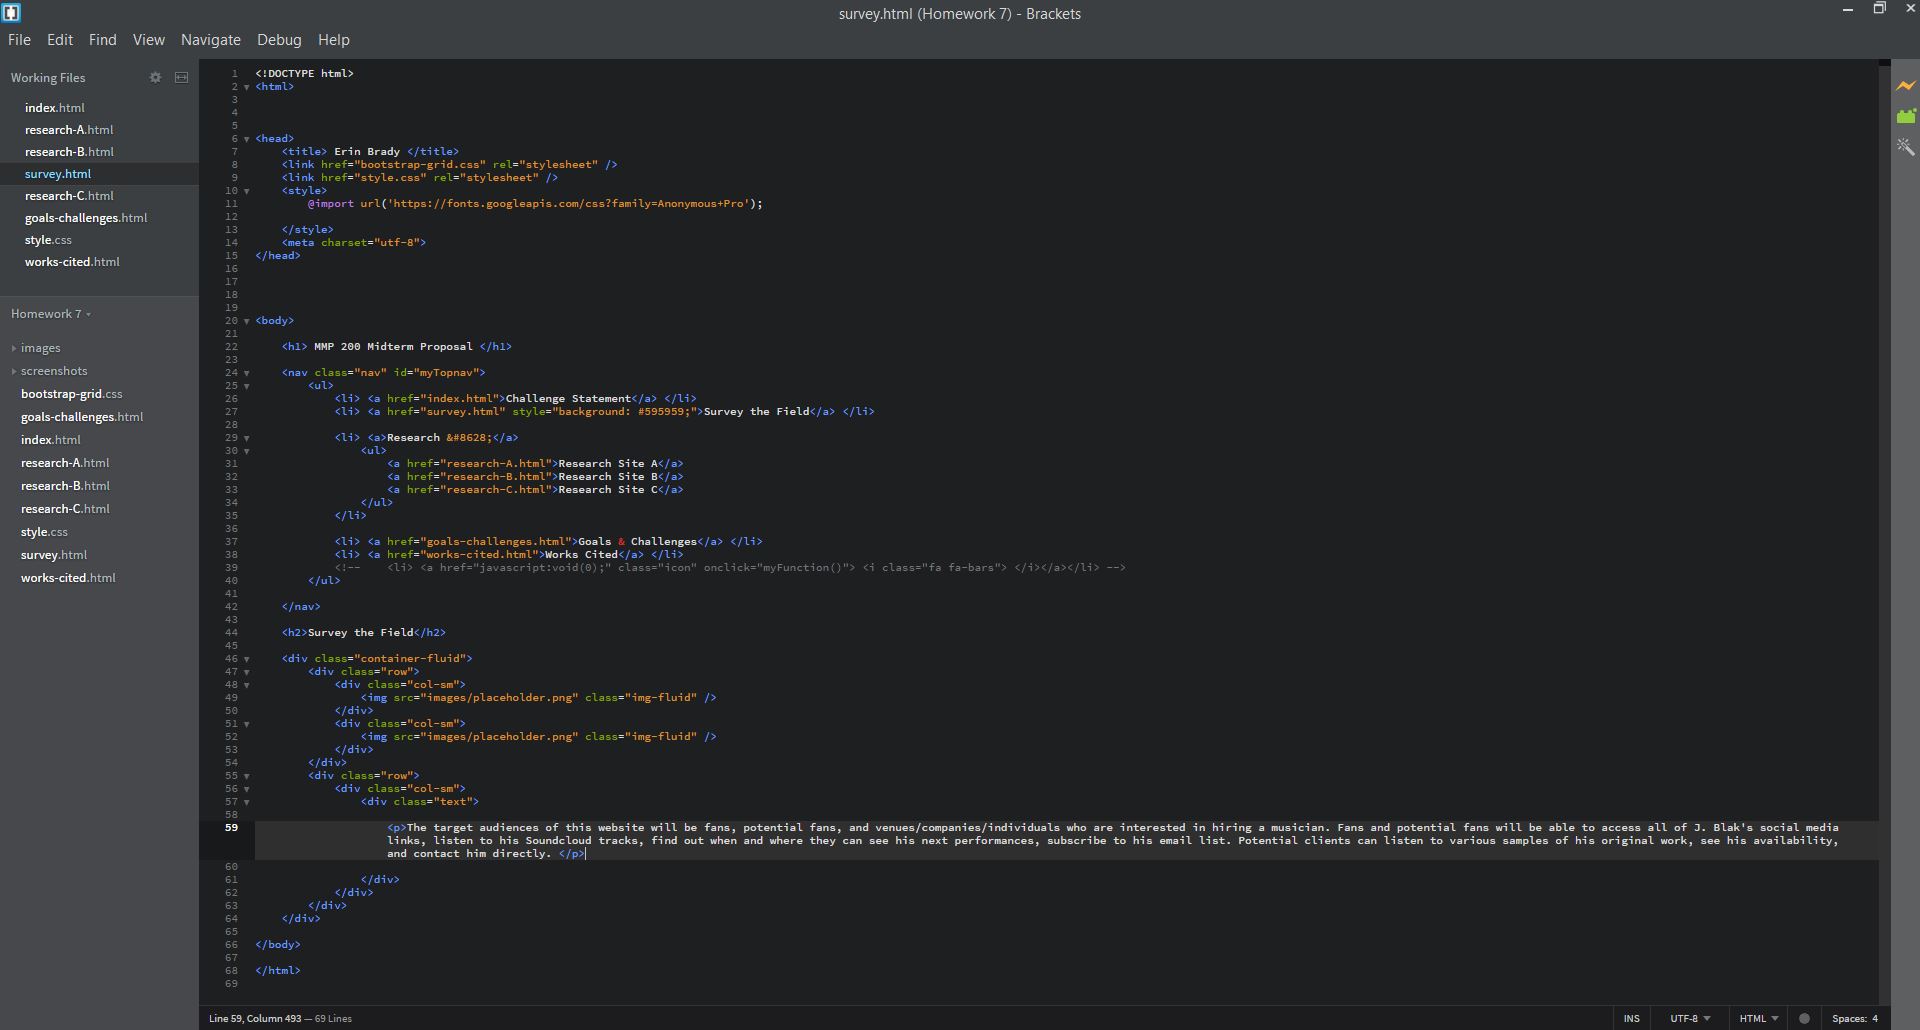 survey.html (Homework 7) - Brackets
File Edit Find View Navigate Debug Help
Working Files
index.html
research-A.html
research-B.html
survey.html
research-C.html
goals-challenges.html
style.css
works-cited.html
Homework 7
images
screenshots
bootstrap-grid.css
goals-challenges.html
index.html
research-A.html
research-B.html
research-C.html
style.css
survey.html
works-cited.html
1 <!DOCTYPE html>
2 <html>
3
4
5
6 <head>
7 <title> Erin Brady </title>
8 <link href="bootstrap-grid.css" rel="stylesheet" />
9 <link href="style.css" rel="stylesheet" />
10 <style>
11 @import url('https://fonts.googleapis.com/css?family=Anonymous+Pro');
12
13 </style>
14 <meta charset="utf-8">
15 </head>
16
17
18
19
20 <body>
21
22 <h1> MMP 200 Midterm Proposal </h1>
23
24 <nav class="nav" id="myTopnav">
25 <ul>
26 <li> <a href="index.html">Challenge Statement</a> </li>
27 <li> <a href="survey.html" style="background: #595959;">Survey the Field</a> </li>
28
29 <li> <a>Research &#8628;</a>
30 <ul>
31 <a href="research-A.html">Research Site A</a>
32 <a href="research-B.html">Research Site B</a>
33 <a href="research-C.html">Research Site C</a>
34 </ul>
35 </li>
36
37 <li> <a href="goals-challenges.html">Goals & Challenges</a> </li>
38 <li> <a href="works-cited.html">Works Cited</a> </li>
39 <!-- <li> <a href="javascript:void(0);" class="icon" onclick="myFunction()"> <i class="fa fa-bars"> </i></a></li> -->
40 </ul>
41
42 </nav>
43
44 <h2>Survey the Field</h2>
45
46 <div class="container-fluid">
47 <div class="row">
48 <div class="col-sm">
49 <img src="images/placeholder.png" class="img-fluid" />
50 </div>
51 <div class="col-sm">
52 <img src="images/placeholder.png" class="img-fluid" />
53 </div>
54 </div>
55 <div class="row">
56 <div class="col-sm">
57 <div class="text">
58
59 <p>The target audiences of this website will be fans, potential fans, and venues/companies/individuals who are interested in hiring a musician. Fans and potential fans will be able to access all of J. Blak's social media
links, listen to his Soundcloud tracks, find out when and where they can see his next performances, subscribe to his email list. Potential clients can listen to various samples of his original work, see his availability,
and contact him directly. </p>
60
61 </div>
62 </div>
63 </div>
64 </div>
65
66 </body>
67
68 </html>
69
Line 59, Column 493 — 69 Lines
INS UTF-8 HTML Spaces: 4